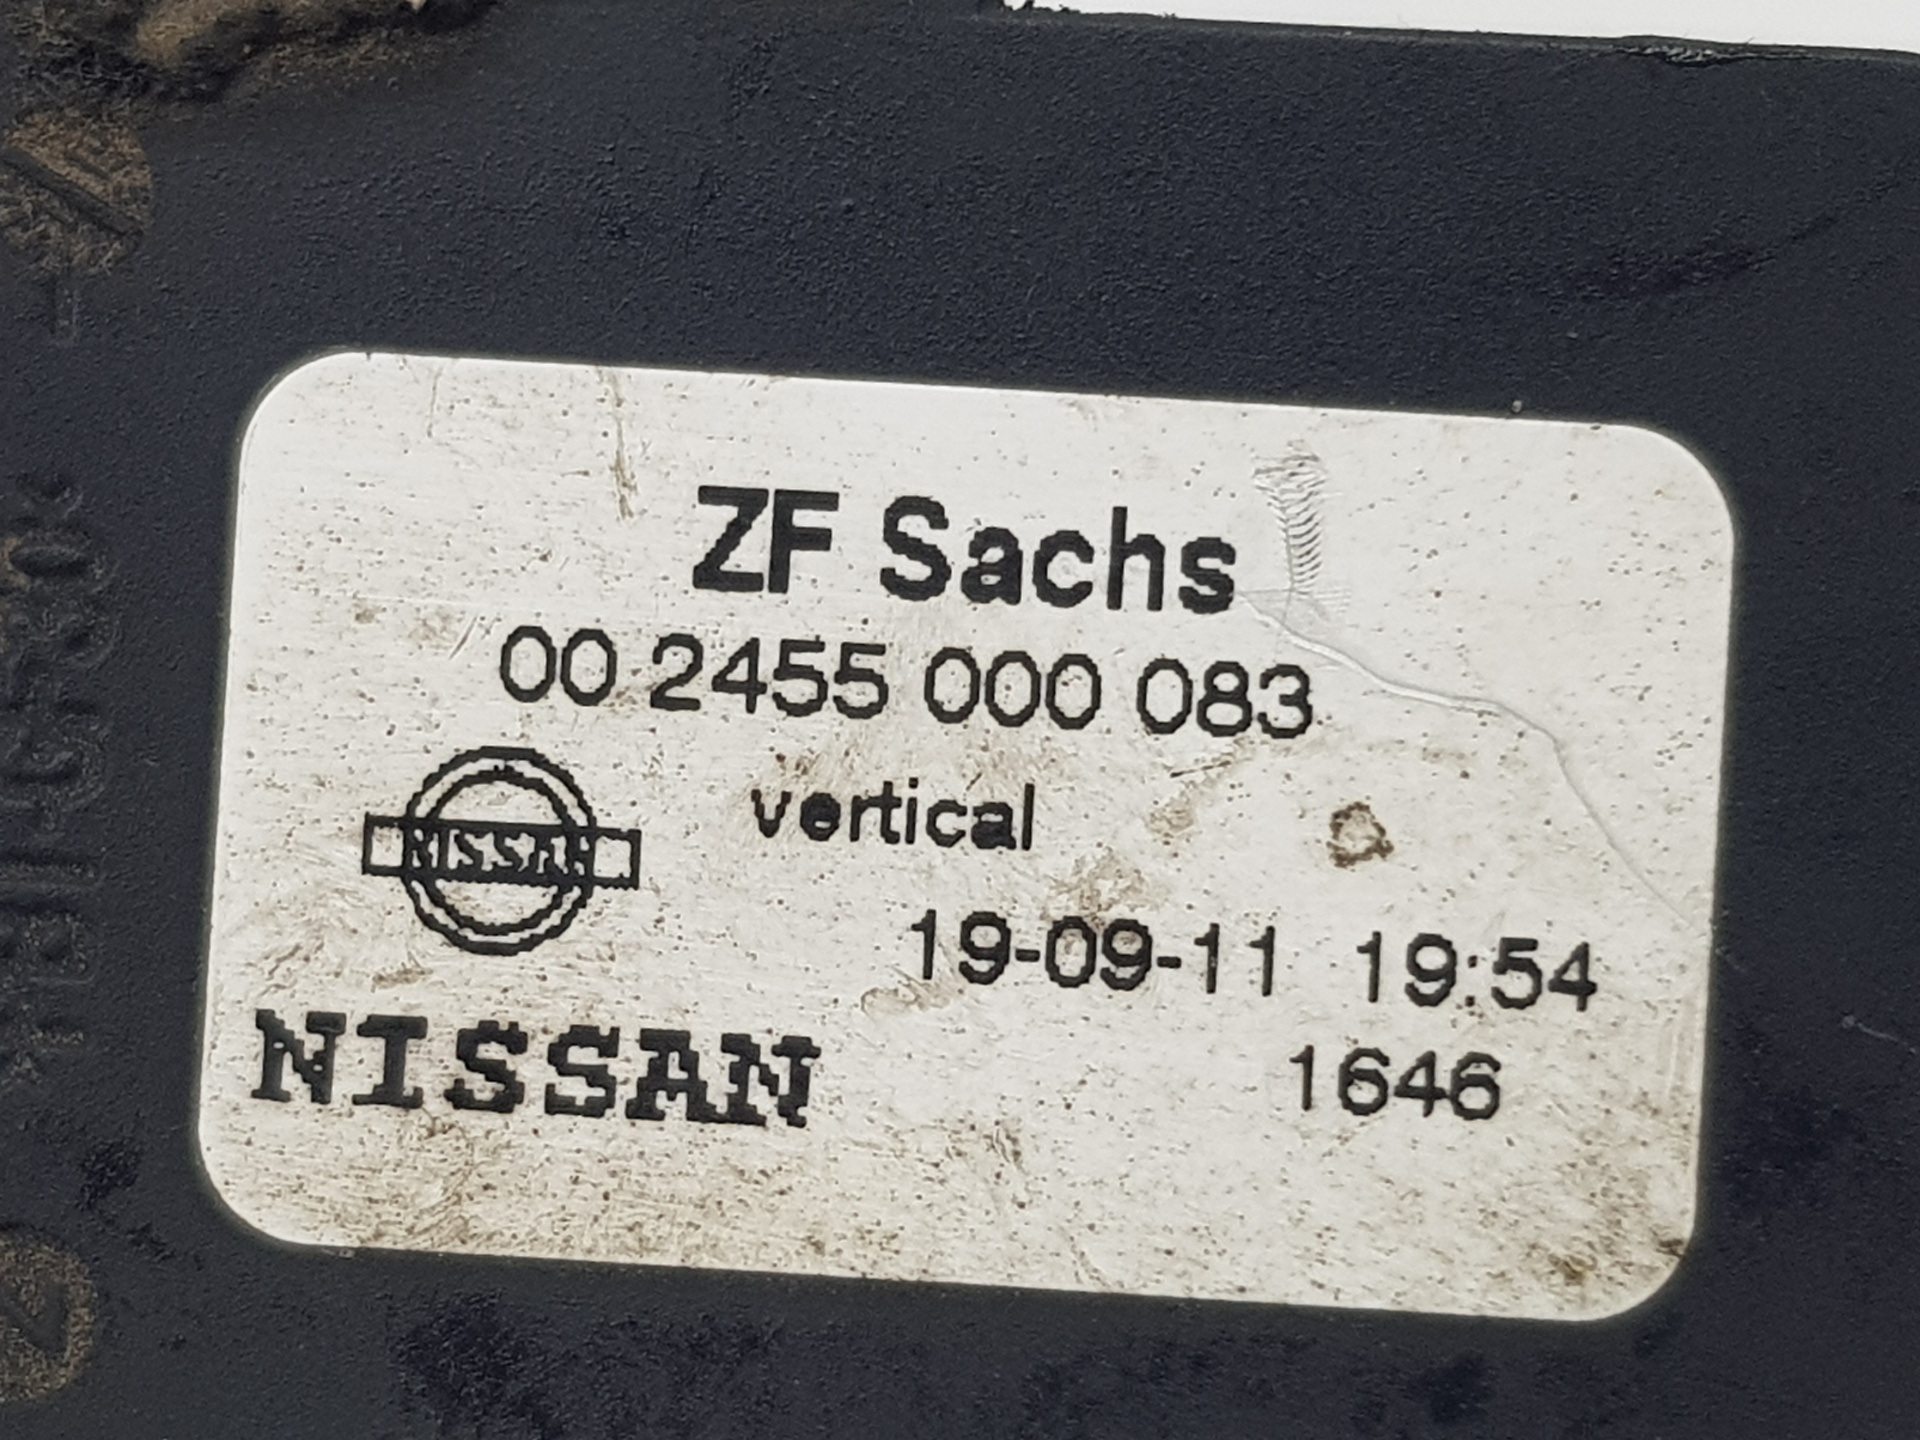 ZF Sachs
00 2455 000 083
NISSAN
vertical
19-09-11 19:54
NISSAN
1646